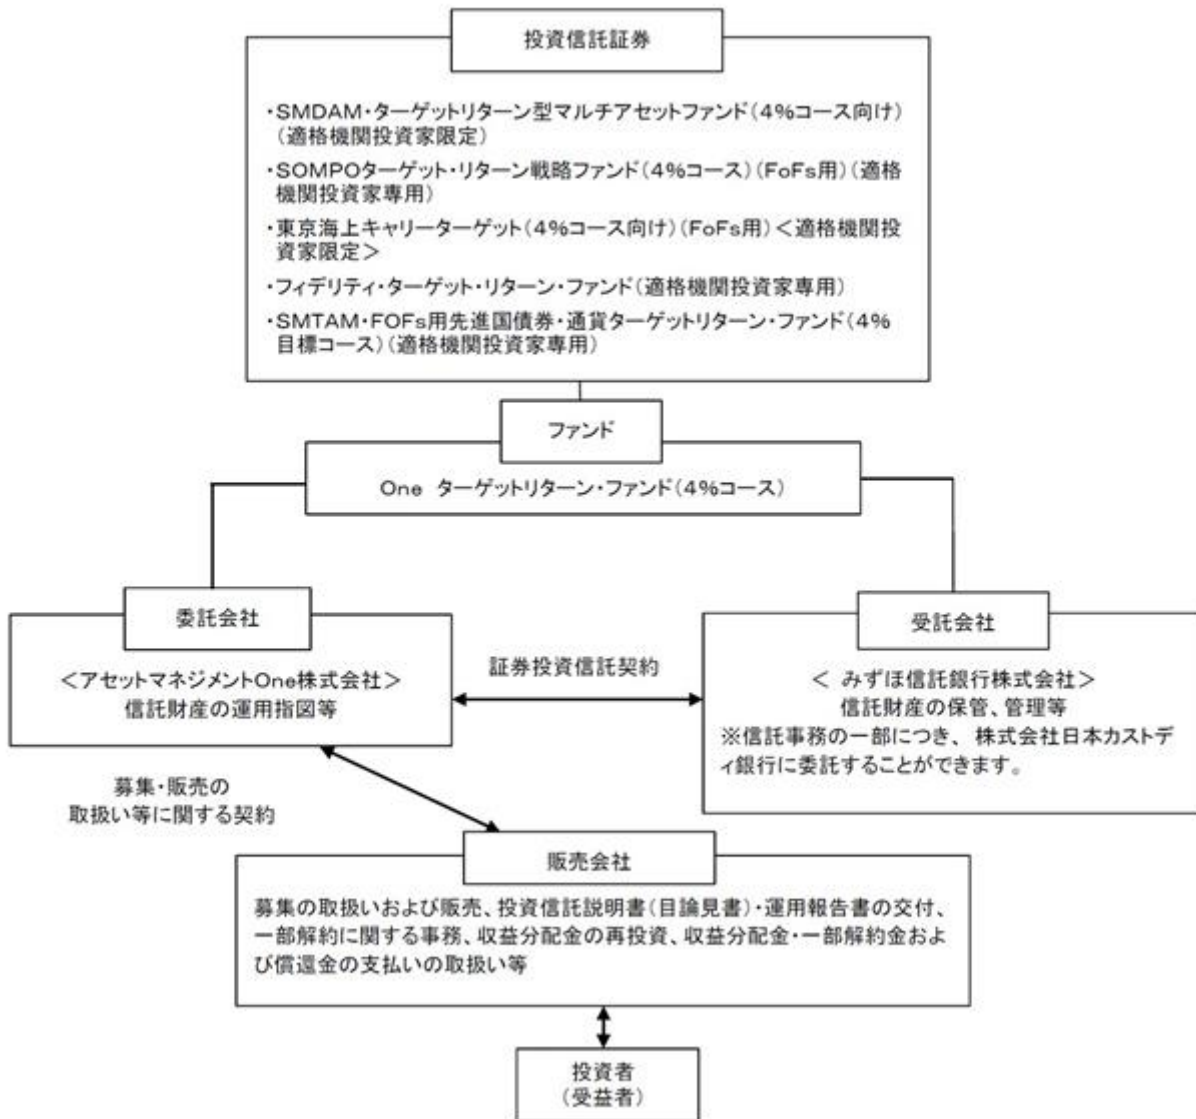 投資信託証券
・SMDAM・ターゲットリターン型マルチアセットファンド(4%コース向け)
(適格機関投資家限定)
・SOMPOターゲット・リターン戦略ファンド(4%コース)(FoFs用)(適格
機関投資家専用)
・東京海上キャリーターゲット(4%コース向け)(FoFs用)<適格機関投
資家限定>
・フィデリティ・ターゲット・リターン・ファンド(適格機関投資家専用)
・SMTAM・FOFs用先進国債券・通貨ターゲットリターン・ファンド(4%
目標コース)(適格機関投資家専用)
ファンド
One ターゲットリターン・ファンド(4%コース)
委託会社
<アセットマネジメントOne株式会社>
信託財産の運用指図等
証券投資信託契約
受託会社
< みずほ信託銀行株式会社>
信託財産の保管、管理等
※信託事務の一部につき、株式会社日本カストデ
ィ銀行に委託することができます。
募集・販売の
取扱い等に関する契約
販売会社
募集の取扱いおよび販売、投資信託説明書(目論見書)・運用報告書の交付、
一部解約に関する事務、収益分配金の再投資、収益分配金・一部解約金およ
び償還金の支払いの取扱い等
投資者
(受益者)